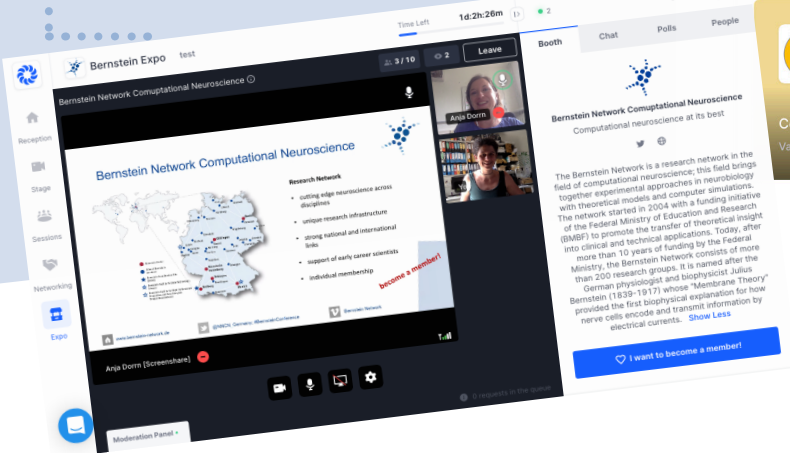 Time Left
1d:2h:26m
2
Bernstein Expo
test
Bernstein Network Comuptational Neuroscience
3 / 10
2
Leave
Reception
Stage
Sessions
Networking
Expo
Bernstein Network Computational Neuroscience
Research Network
cutting edge neuroscience across
disciplines
unique research infrastructure
strong national and international
links
support of early career scientists
individual membership
become a member!
www.bernstein-network.de
Bernstein Network
Anja Dorrn [Screenshare]
Anja Dorrn
0 requests in the queue
Moderation Panel
Booth
Chat
Polls
People
Bernstein Network Comuptational Neuroscience
Computational neuroscience at its best
The Bernstein Network is a research network in the
field of computational neuroscience; this field brings
together experimental approaches in neurobiology
with theoretical models and computer simulations.
The network started in 2004 with a funding initiative
of the Federal Ministry of Education and Research
(BMBF) to promote the transfer of theoretical insight
into clinical and technical applications. Today, after
more than 10 years of funding by the Federal
Ministry, the Bernstein Network consists of more
than 200 research groups. It is named after the
German physiologist and biophysicist Julius
Bernstein (1839-1917) whose "Membrane Theory"
provided the first biophysical explanation for how
nerve cells encode and transmit information by
electrical currents. Show Less
I want to become a member!